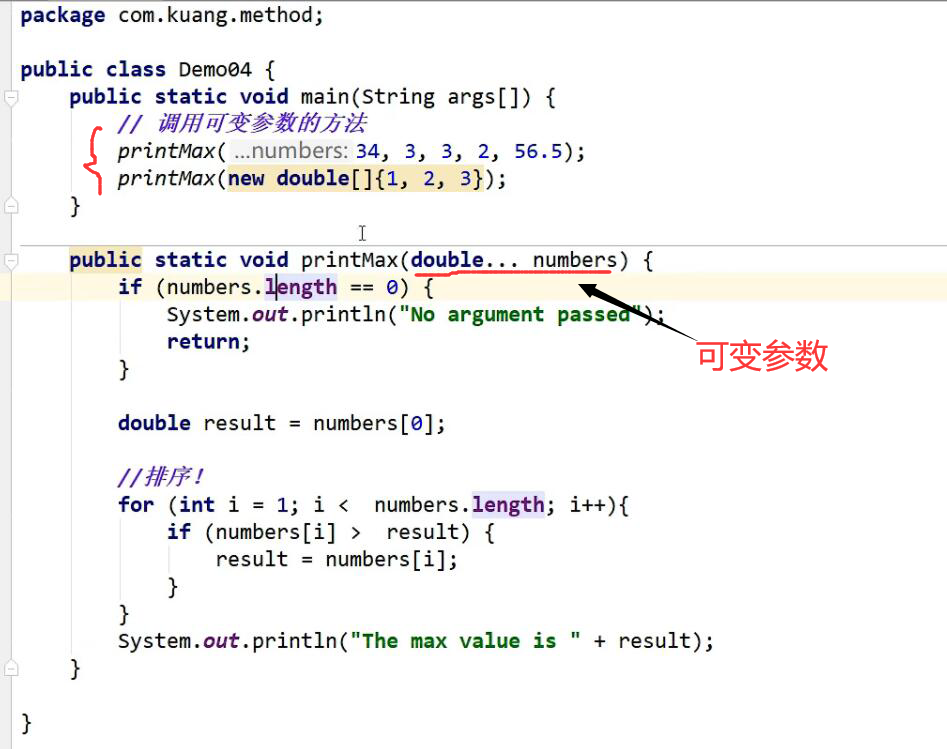 package com.kuang.method;
public class Demo04 {
public static void main(String args[]) {
// 调用可变参数的方法
printMax( ...numbers: 34, 3, 3, 2, 56.5);
printMax(new double[]{1, 2, 3});
}
public static void printMax(double... numbers) {
if (numbers.length == 0) {
System.out.println("No argument passed");
return;
}
可变参数
double result = numbers[0];
//排序！
for (int i = 1; i <  numbers.length; i++){
if (numbers[i] >  result) {
result = numbers[i];
}
}
System.out.println("The max value is " + result);
}
}